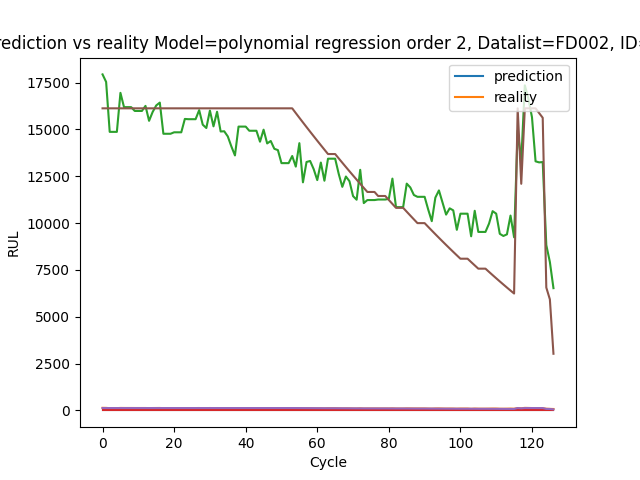 rediction vs reality Model=polynomial regression order 2, Datalist=FD002, ID=
prediction
reality
17500
15000
12500
10000
7500
5000
2500
0
RUL
0 20 40 60 80 100 120
Cycle